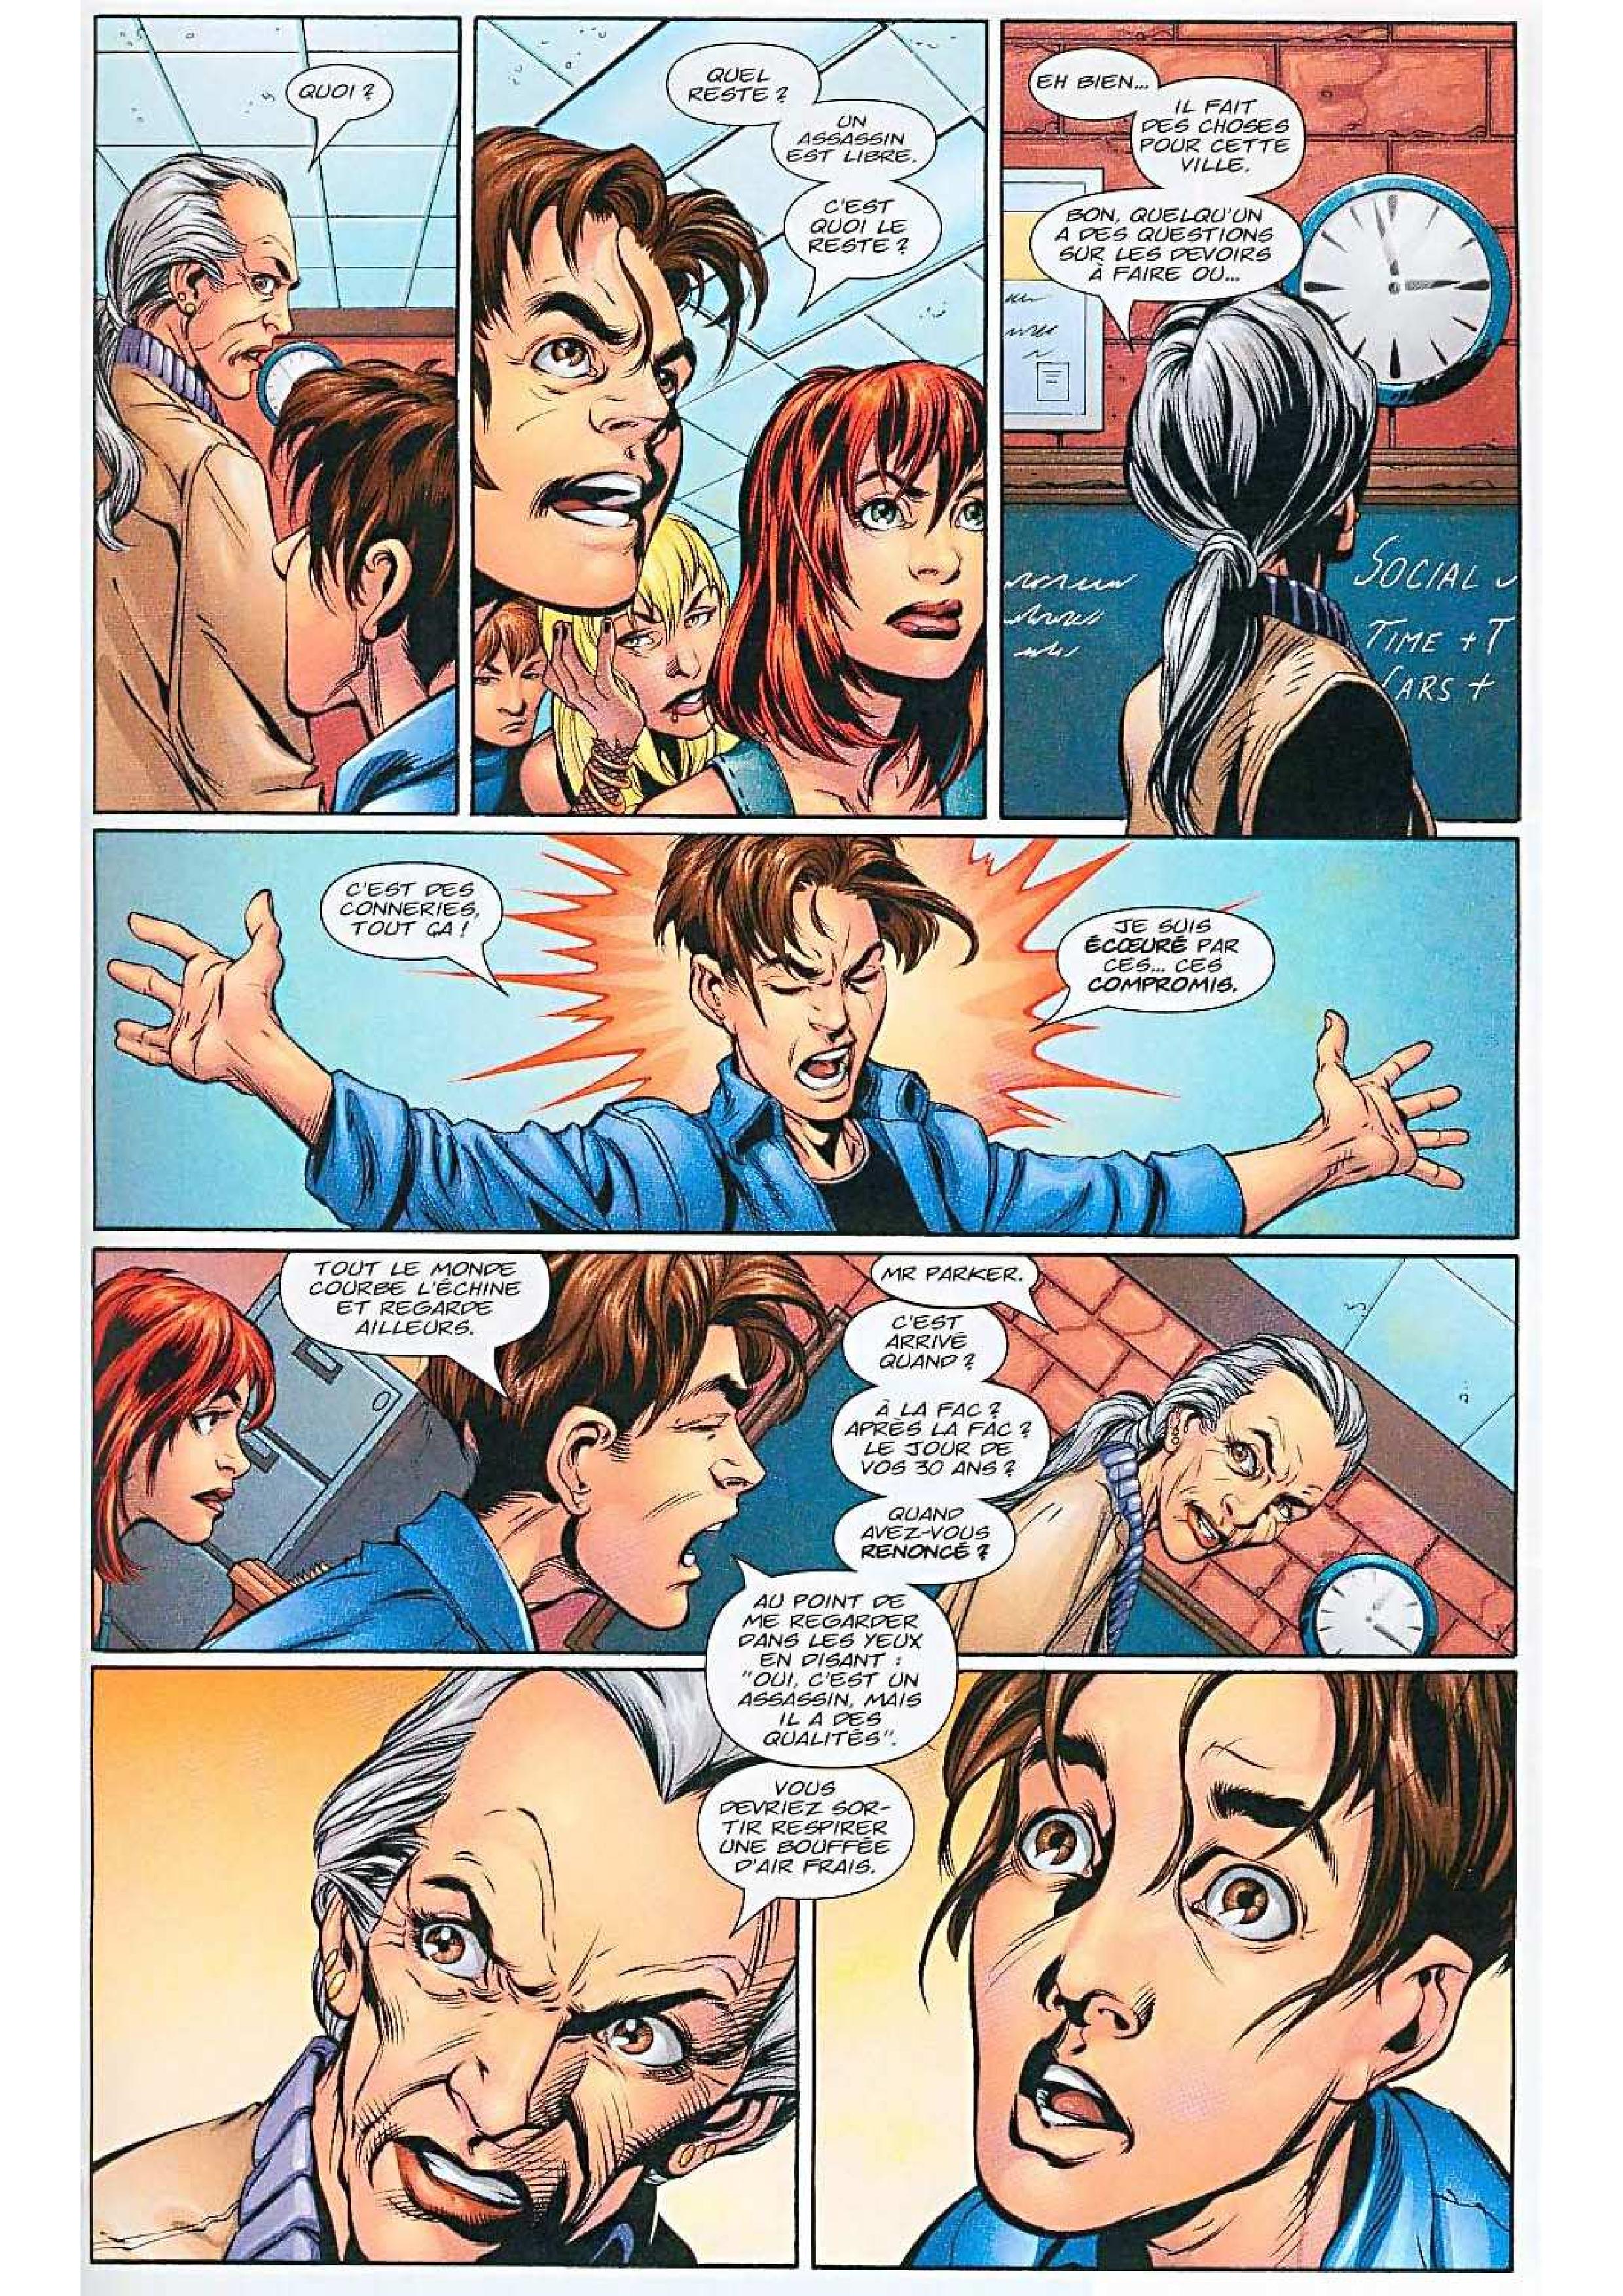 QUOI ?
QUEL
RESTE ?
UN
ASSASSIN
EST LIBRE.
C'EST
QUOI LE
RESTE ?
EH BIEN...
IL FAIT
DES CHOSES
POUR CETTE
VILLE.
BON, QUELQU'UN
A DES QUESTIONS
SUR LES DEVOIRS
À FAIRE OU...
SOCIAL
TIME + T
ARS +
C'EST DES
CONNERIES,
TOUT ÇA !
JE SUIS
ÉCŒURÉ PAR
CES... CES
COMPROMIS.
TOUT LE MONDE
COURBE L'ÉCHINE
ET REGARDE
AILLEURS.
MR PARKER.
C'EST
ARRIVÉ
QUAND ?
À LA FAC ?
APRÈS LA FAC ?
LE JOUR DE
VOS 30 ANS ?
QUAND
AVEZ-VOUS
RENONCÉ ?
AU POINT DE
ME REGARDER
DANS LES YEUX
EN DISANT :
"OUI, C'EST UN
ASSASSIN, MAIS
IL A DES
QUALITÉS".
VOUS
DEVRIEZ SOR-
TIR RESPIRER
UNE BOUFFÉE
D'AIR FRAIS.